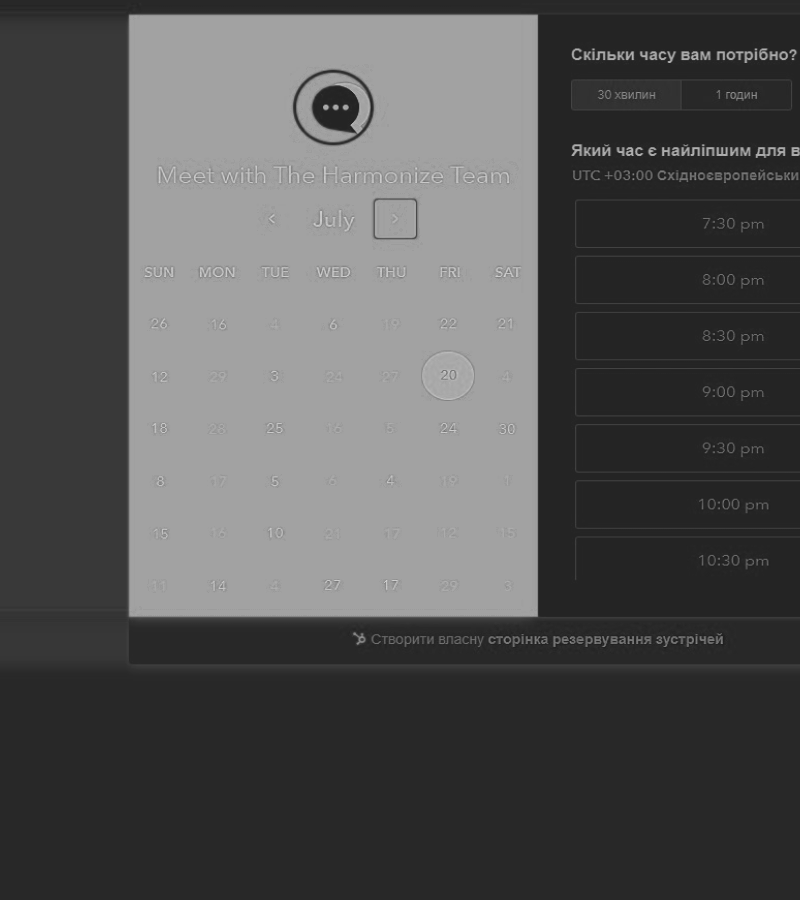 Meet with The Harmonize Team
July
SUN MON TUE WED THU FRI SAT
26 16 4 6 19 22 21
12 29 3 24 27 20 4
18 28 25 16 5 24 30
8 17 5 6 4 19 1
15 16 10 21 17 12 15
11 14 4 27 17 29 3
Скільки часу вам потрібно?
30 хвилин 1 годин
Який час є найліпшим для в
UTC +03:00 Східноєвропейськи
7:30 pm
8:00 pm
8:30 pm
9:00 pm
9:30 pm
10:00 pm
10:30 pm
Створити власну сторінка резервування зустрічей